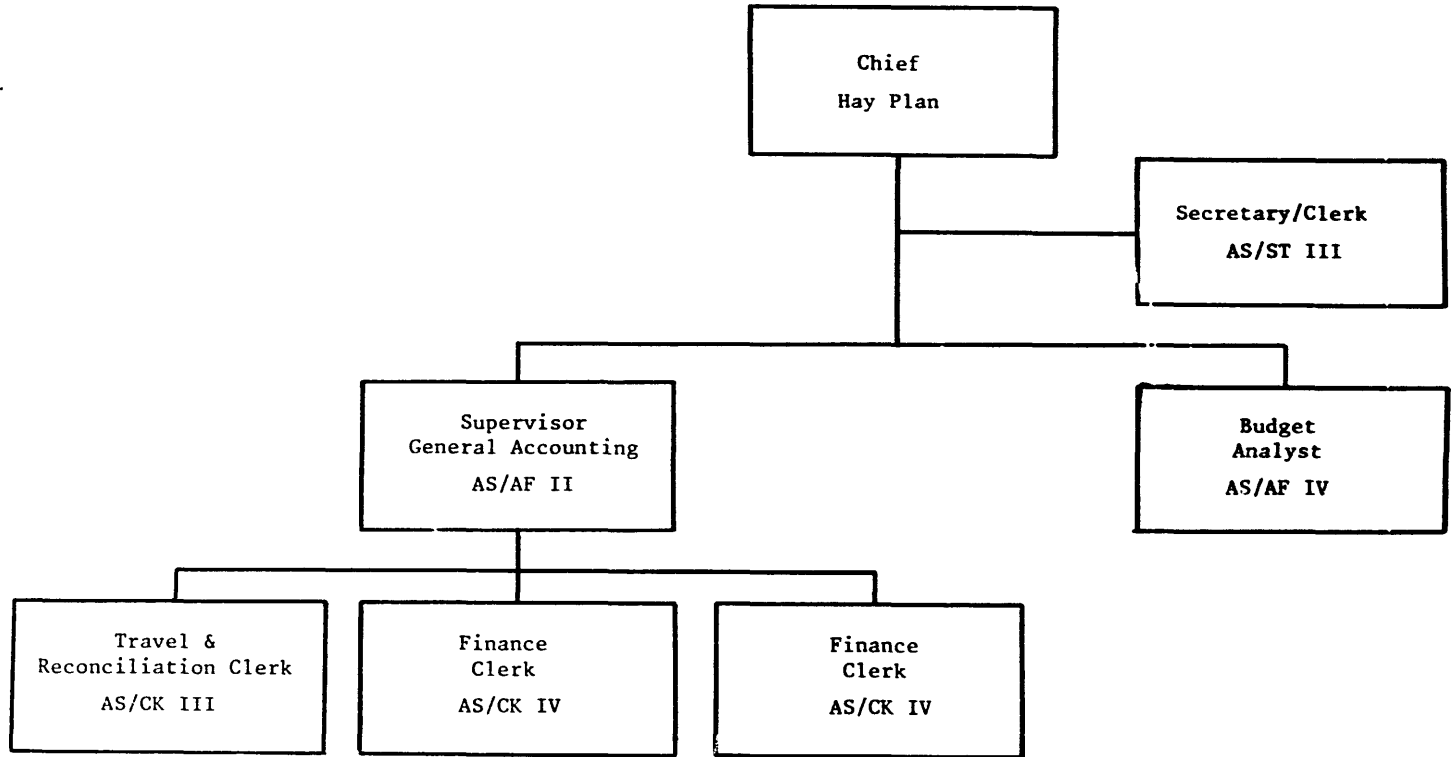 Chief
Hay Plan
Secretary/Clerk
AS/ST III
Supervisor
General Accounting
AS/AF II
Budget
Analyst
AS/AF IV
Travel &
Reconciliation Clerk
AS/CK III
Finance
Clerk
AS/CK IV
Finance
Clerk
AS/CK IV